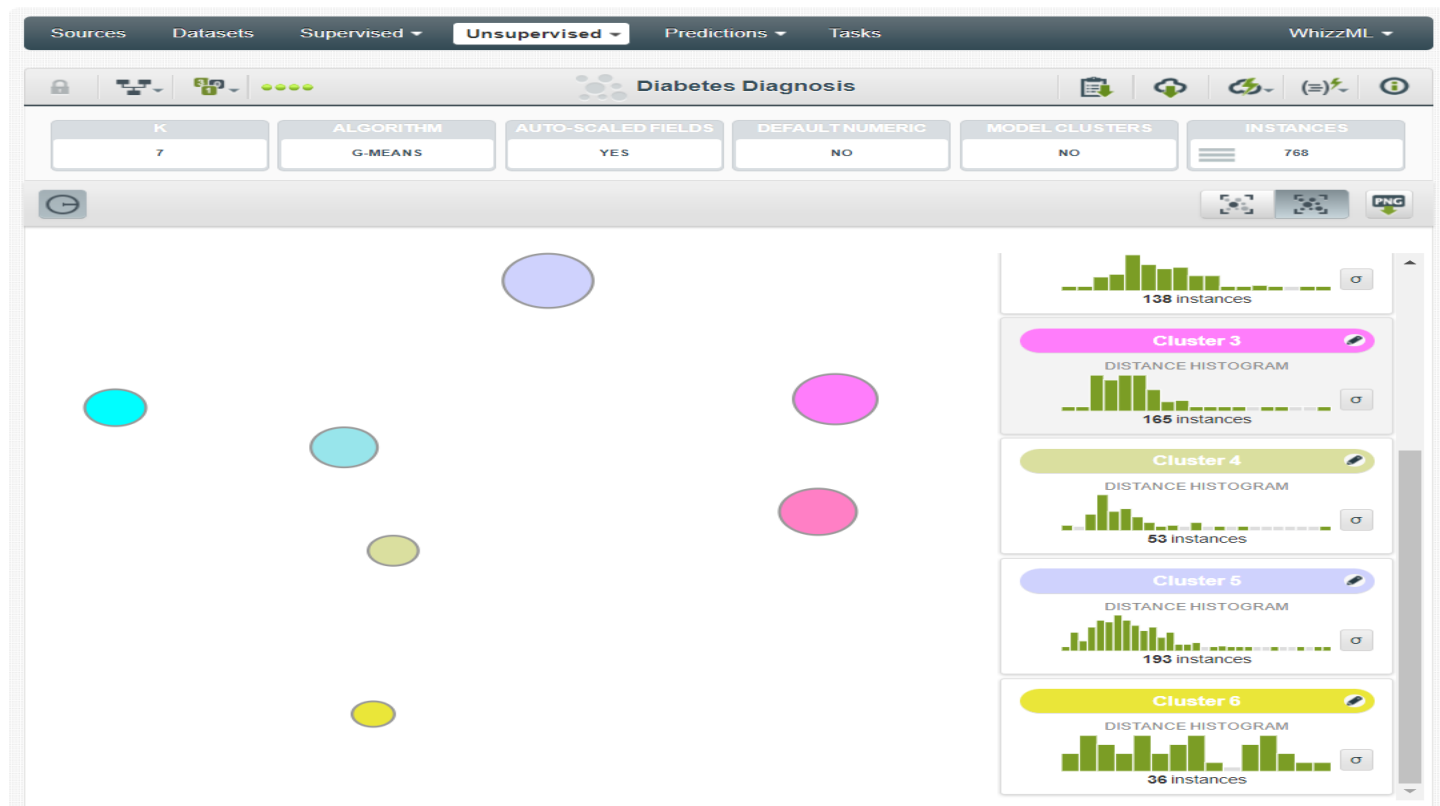 Sources Datasets Supervised Unsupervised Predictions Tasks WhizzML
Diabetes Diagnosis
K ALGORITHM AUTO-SCALED FIELDS DEFAULT NUMERIC MODEL CLUSTERS INSTANCES
7 G-MEANS YES NO NO 768
PNG
σ
138 instances
Cluster 3
DISTANCE HISTOGRAM
σ
165 instances
Cluster 4
DISTANCE HISTOGRAM
σ
53 instances
Cluster 5
DISTANCE HISTOGRAM
σ
193 instances
Cluster 6
DISTANCE HISTOGRAM
σ
36 instances